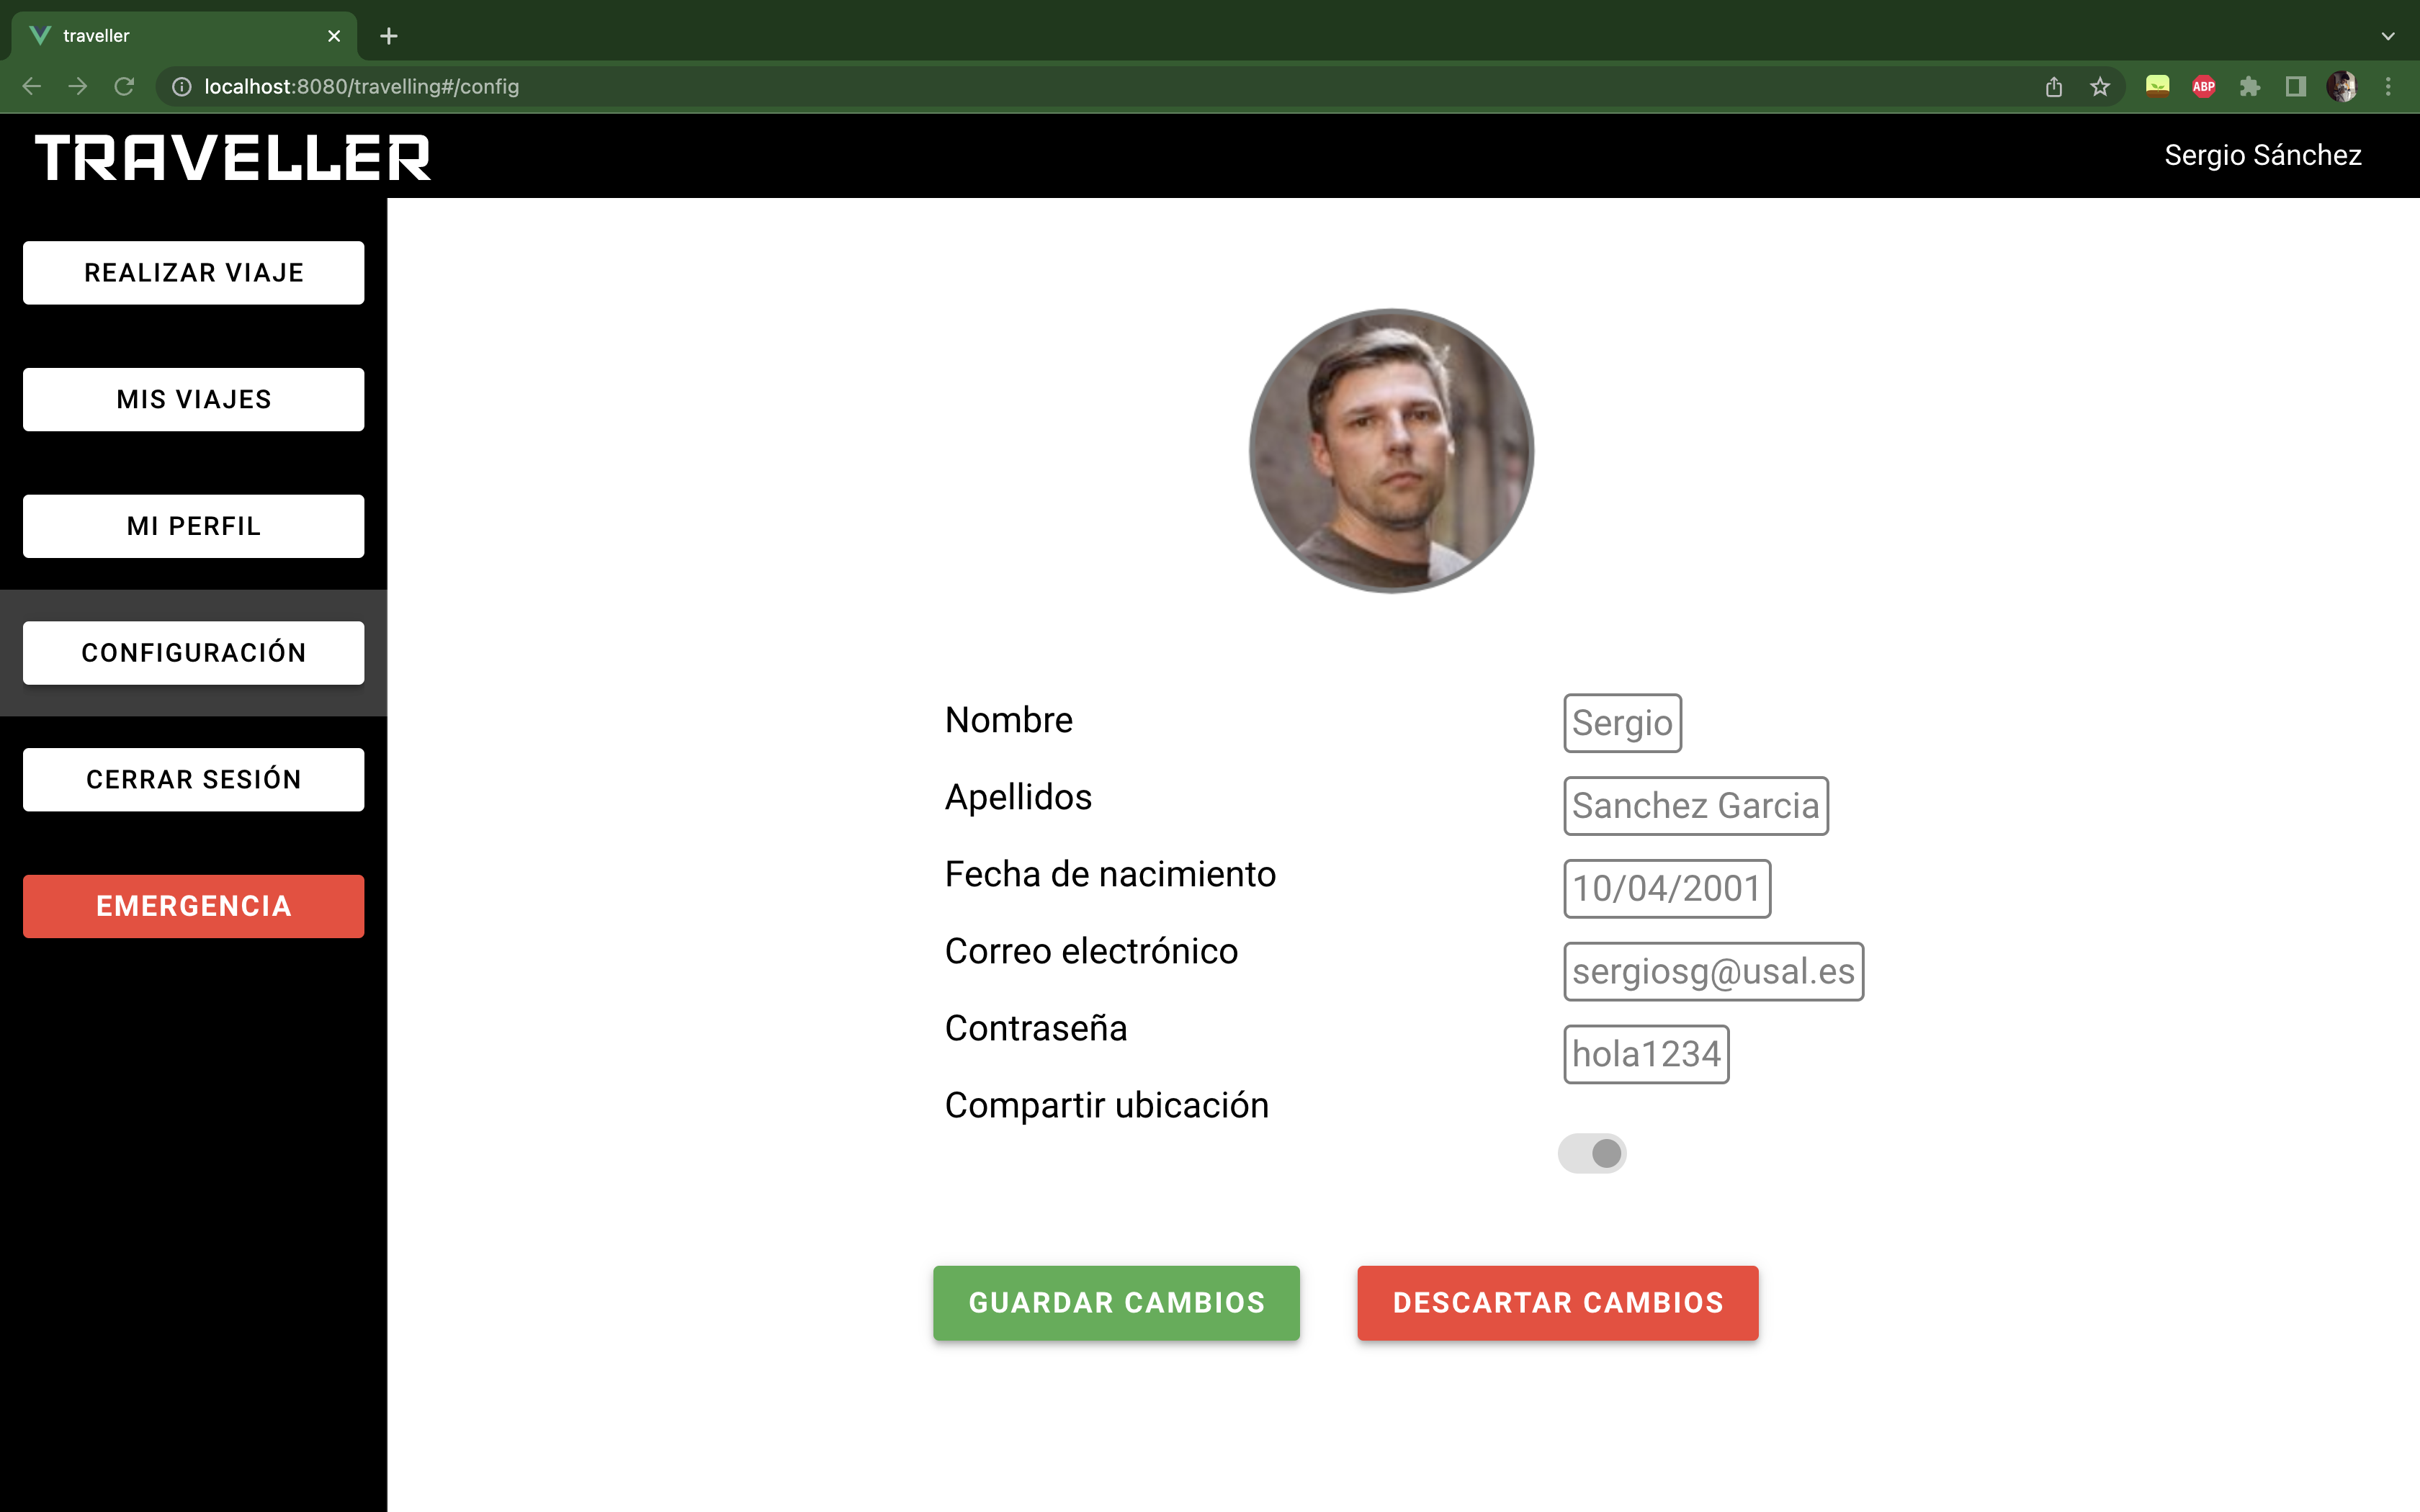 traveller
localhost:8080/travelling#/config
ABP
TRAVELLER
Sergio Sánchez
REALIZAR VIAJE
MIS VIAJES
MI PERFIL
CONFIGURACIÓN
CERRAR SESIÓN
EMERGENCIA
Nombre
Sergio
Apellidos
Sanchez Garcia
Fecha de nacimiento
10/04/2001
Correo electrónico
sergiosg@usal.es
Contraseña
hola1234
Compartir ubicación
GUARDAR CAMBIOS
DESCARTAR CAMBIOS